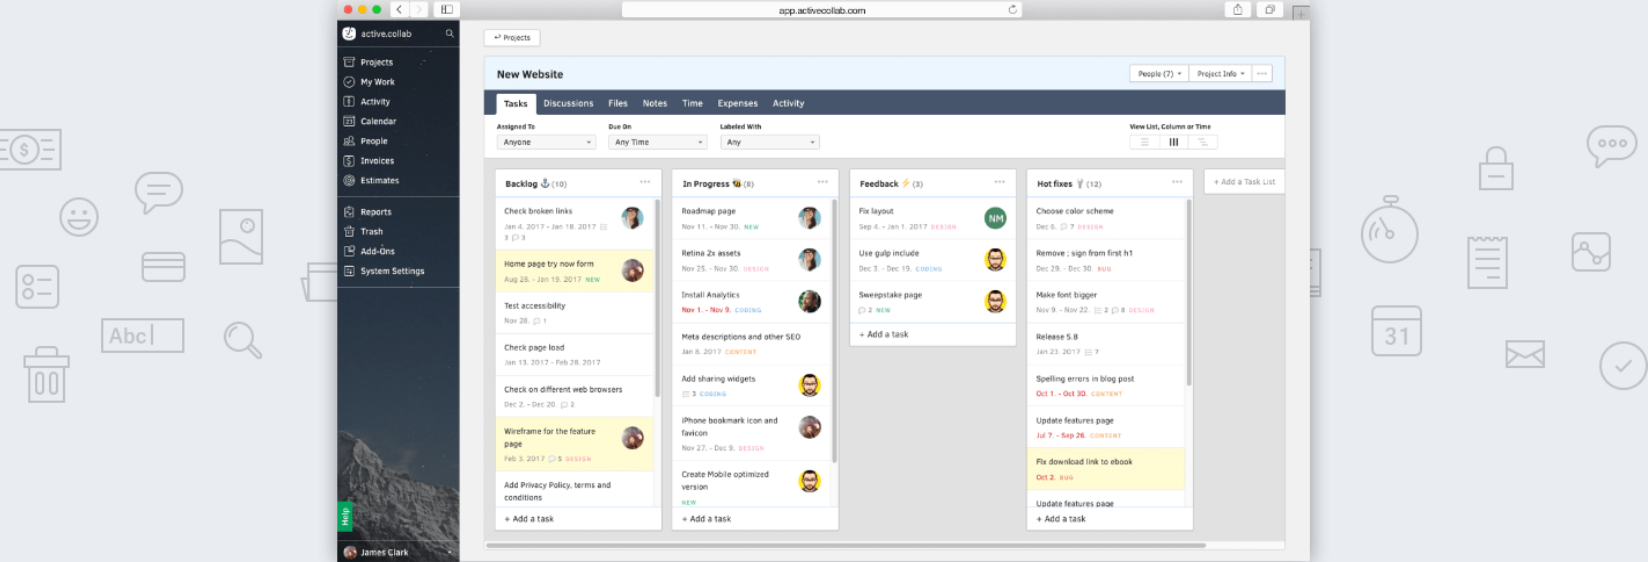 app.activecollab.com
active.collab
Projects
My Work
Activity
Calendar
People
Invoices
Estimates
Reports
Trash
Add-Ons
System Settings
Help
James Clark
Projects
New Website
People (7)
Project Info
Tasks Discussions Files Notes Time Expenses Activity
Assigned To
Anyone
Due On
Any Time
Labeled With
Any
View List, Column or Time
Backlog (10)
Check broken links
Jan 4. 2017 - Jan 18. 2017
3 3
Home page try now form
Aug 28. - Jan 19. 2017 NEW
Test accessibility
Nov 28. 1
Check page load
Jan 13. 2017 - Feb 28. 2017
Check on different web browsers
Dec 2. - Dec 20. 2
Wireframe for the feature
page
Feb 3. 2017 5 DESIGN
Add Privacy Policy, terms and
conditions
+ Add a task
In Progress (8)
Roadmap page
Nov 11. - Nov 30. NEW
Retina 2x assets
Nov 25. - Nov 30. DESIGN
Install Analytics
Nov 1. - Nov 9. CODING
Meta descriptions and other SEO
Jan 8. 2017 CONTENT
Add sharing widgets
3 CODING
iPhone bookmark icon and
favicon
Nov 27. - Dec 9. DESIGN
Create Mobile optimized
version
NEW
+ Add a task
Feedback (3)
Fix layout
Sep 4. - Jan 1. 2017 DESIGN
NM
Use gulp include
Dec 3. - Dec 19. CODING
Sweepstake page
2 NEW
+ Add a task
Hot fixes (12)
Choose color scheme
Dec 6. 7 DESIGN
Remove ; sign from first h1
Dec 29. - Dec 30. BUG
Make font bigger
Nov 9. - Nov 22. 2 8 DESIGN
Release 5.8
Jan 23. 2017 7
Spelling errors in blog post
Oct 1. - Oct 30. CONTENT
Update features page
Jul 7. - Sep 26. CONTENT
Fix download link to ebook
Oct 2. BUG
Update features page
+ Add a task
+ Add a Task List
Abc
31